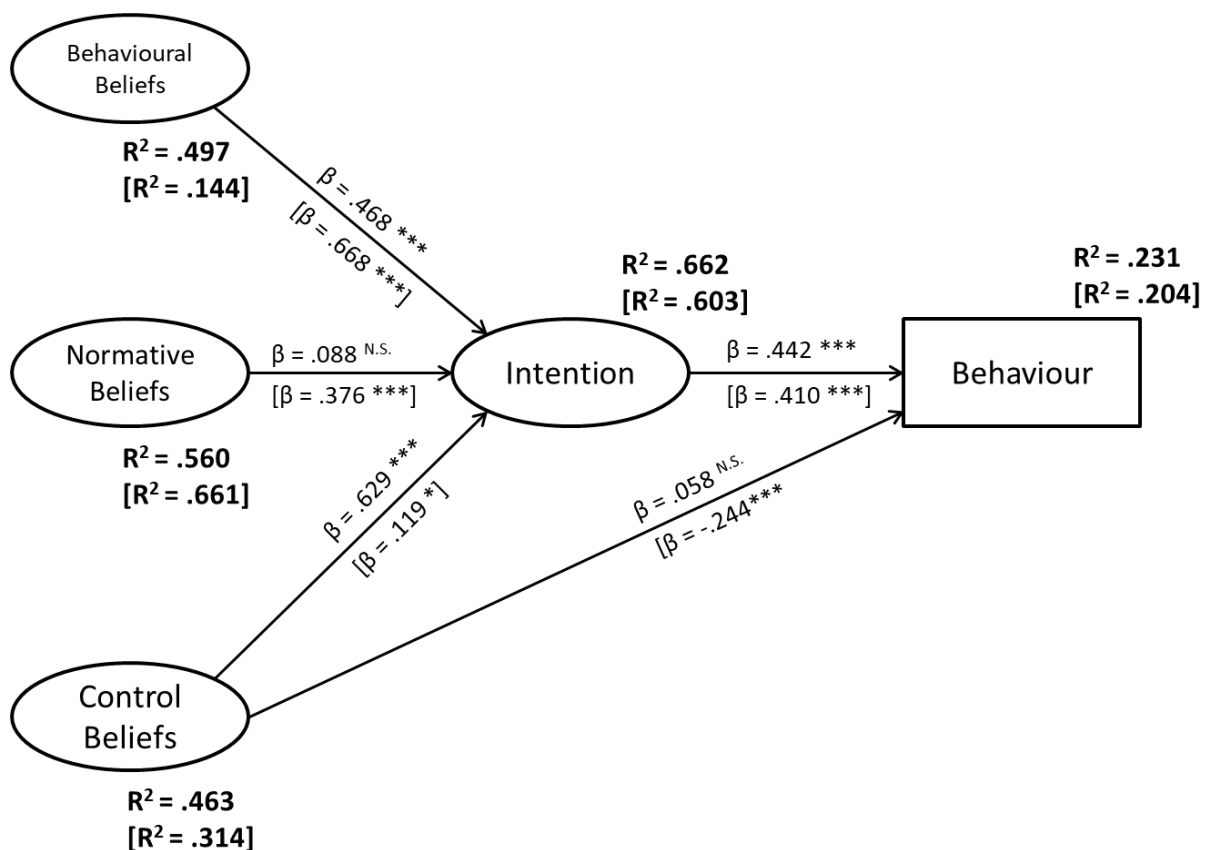 Behavioural
Beliefs
R² = .497
[R² = .144]
β = .468 ***
[β = .668 ***]
R² = .662
[R² = .603]
R² = .231
[R² = .204]
Normative
Beliefs
β = .088 N.S.
[β = .376 ***]
Intention
β = .442 ***
[β = .410 ***]
Behaviour
R² = .560
[R² = .661]
β = .629 ***
[β = .119 *]
β = .058 N.S.
[β = -.244***
Control
Beliefs
R² = .463
[R² = .314]